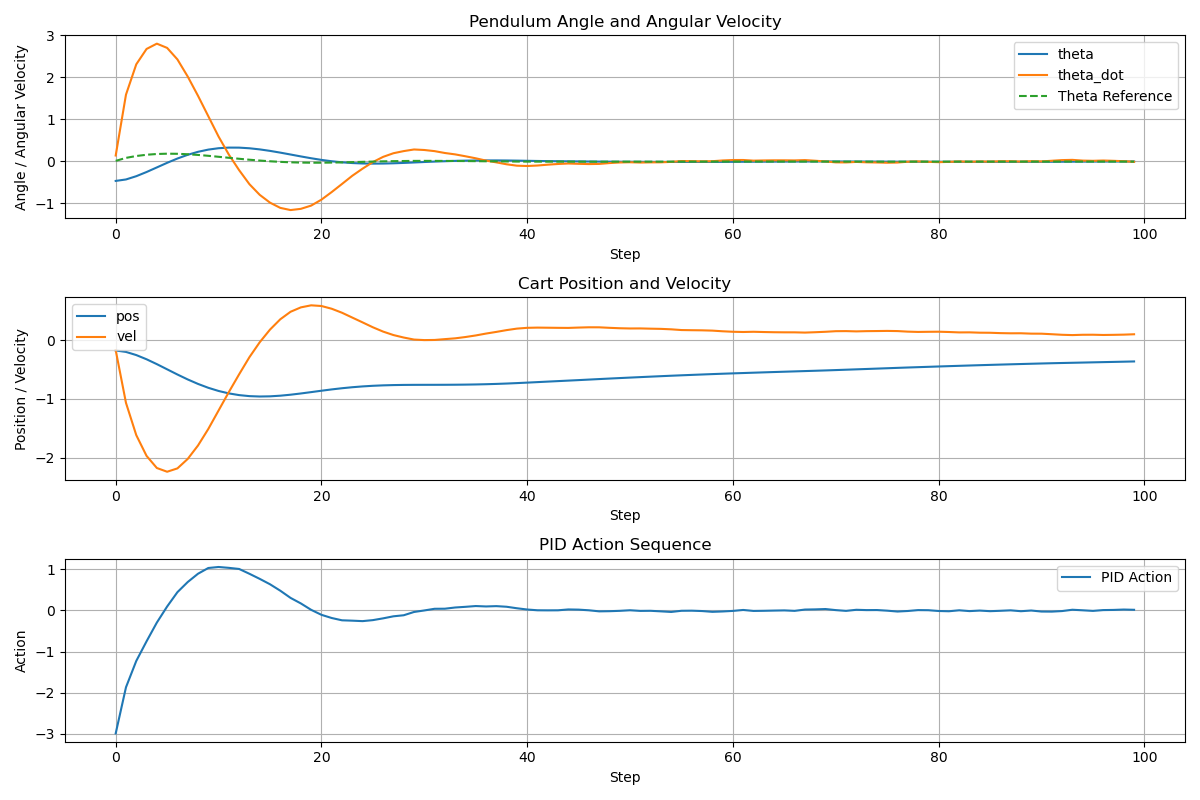 Pendulum Angle and Angular Velocity
Angle / Angular Velocity
3
2
1
0
−1
theta
theta_dot
Theta Reference
0 20 40 60 80 100
Step
Cart Position and Velocity
Position / Velocity
0
−1
−2
pos
vel
0 20 40 60 80 100
Step
PID Action Sequence
Action
1
0
−1
−2
−3
PID Action
0 20 40 60 80 100
Step